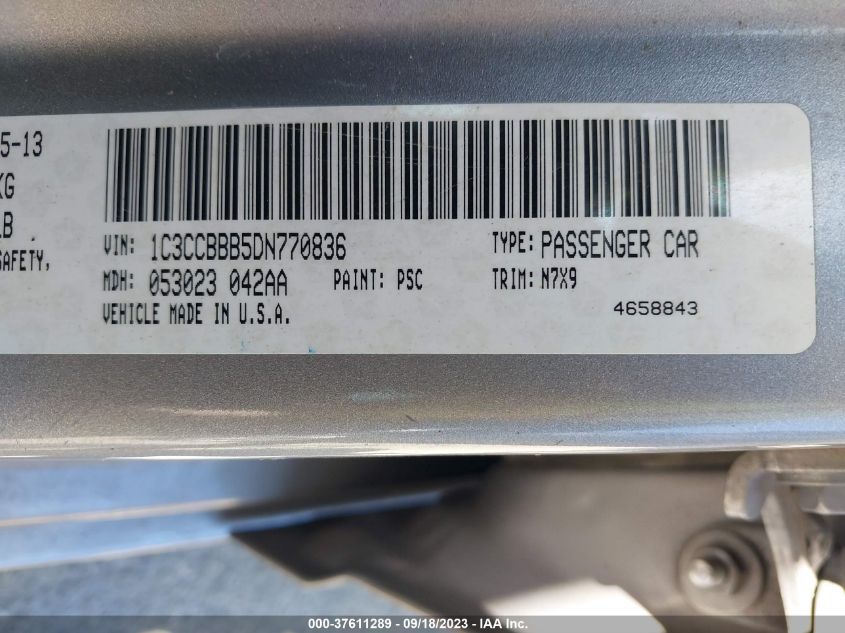 5-13
KG
LB
SAFETY,
VIN: 1C3CCBBB5DN770836 TYPE: PASSENGER CAR
MDH: 053023 042AA PAINT: PSC TRIM: N7X9
VEHICLE MADE IN U.S.A. 4658843
000-37611289 - 09/18/2023 - IAA Inc.